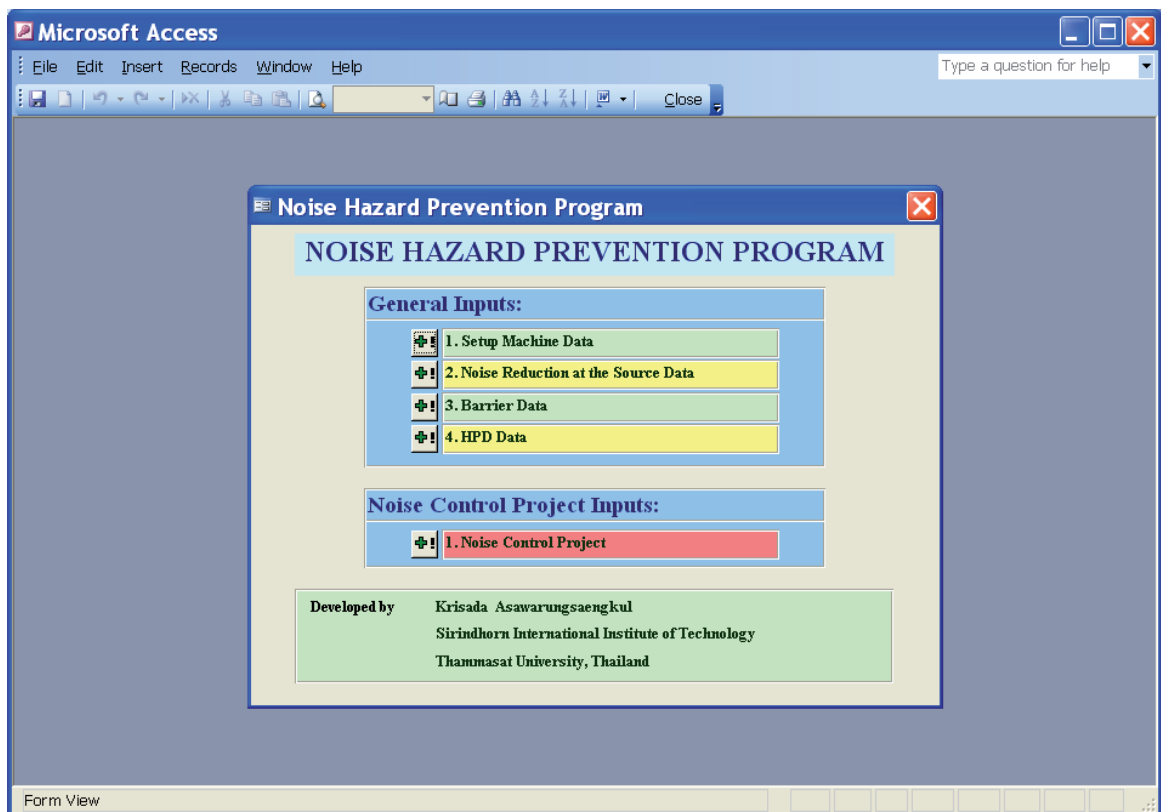 Microsoft Access
File Edit Insert Records Window Help
Type a question for help
Close
Noise Hazard Prevention Program
NOISE HAZARD PREVENTION PROGRAM
General Inputs:
1. Setup Machine Data
2. Noise Reduction at the Source Data
3. Barrier Data
4. HPD Data
Noise Control Project Inputs:
1. Noise Control Project
Developed by Krisada Asawarungsaengkul
Sirindhorn International Institute of Technology
Thammasat University, Thailand
Form View